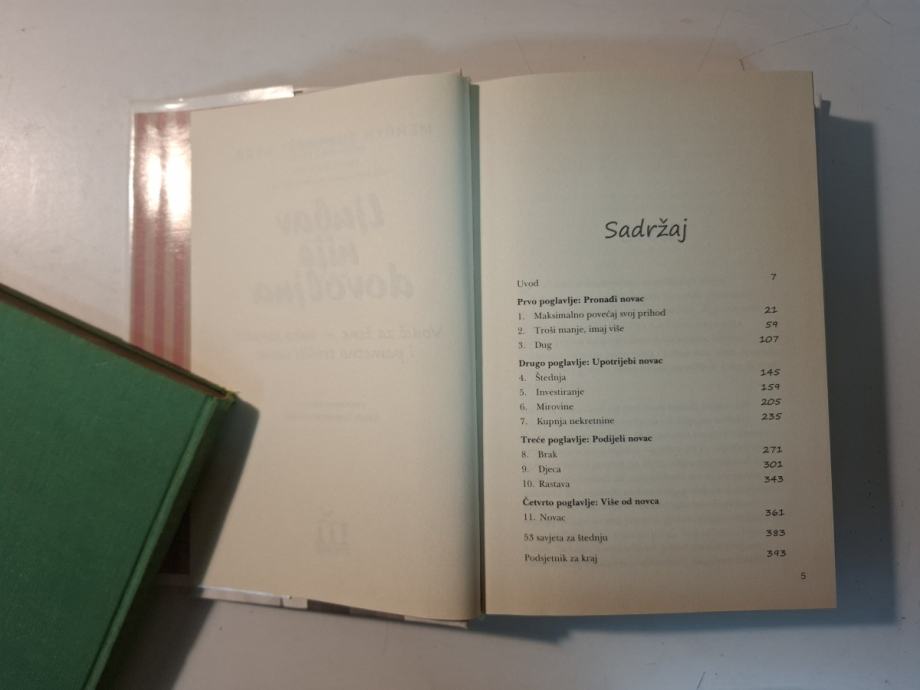 Ljubav
nije
dovoljna
Sadržaj
Uvod 7
Prvo poglavlje: Pronađi novac
1. Maksimalno povećaj svoj prihod 21
2. Troši manje, imaj više 59
3. Dug 107
Drugo poglavlje: Upotrijebi novac
4. Štednja 145
5. Investiranje 159
6. Mirovine 205
7. Kupnja nekretnine 235
Treće poglavlje: Podijeli novac
8. Brak 271
9. Djeca 301
10. Rastava 343
Četvrto poglavlje: Više od novca
11. Novac 361
53 savjeta za štednju 383
Podsjetnik za kraj 393
5